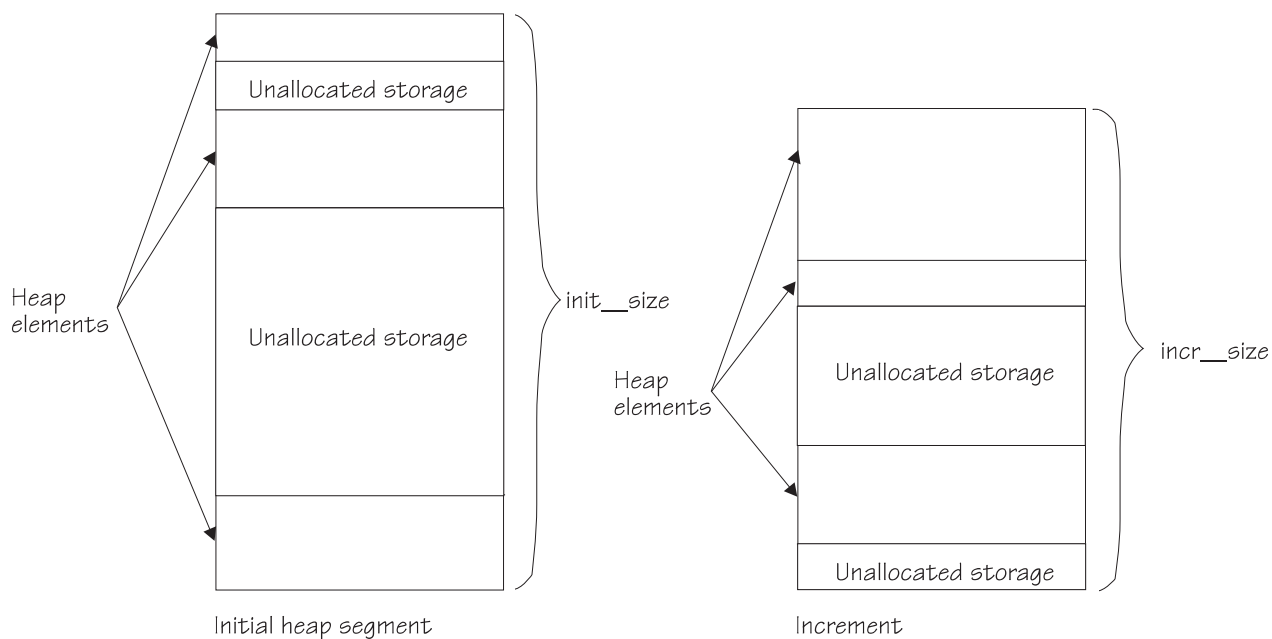 Unallocated storage
Unallocated storage
Heap
elements
init__size
Initial heap segment
Heap
elements
Unallocated storage
Unallocated storage
incr__size
Increment